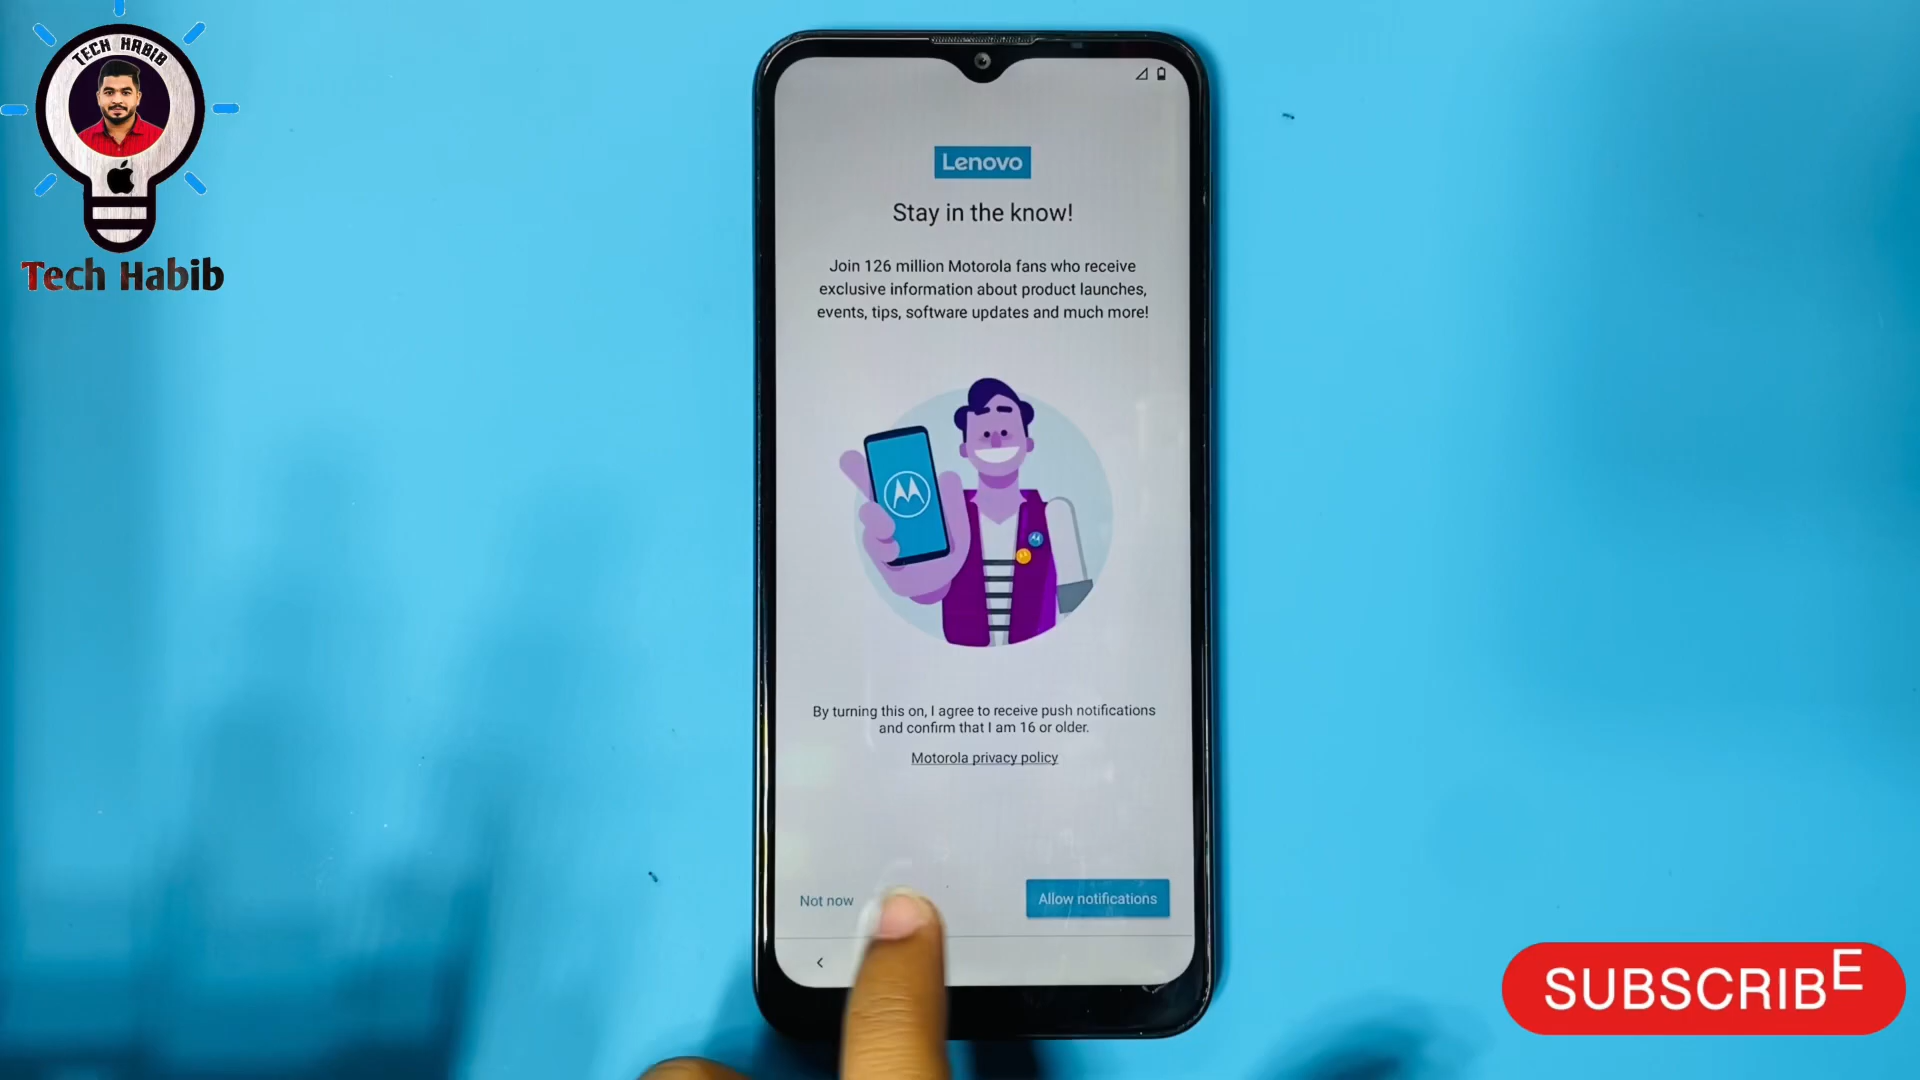 TECH HABIB
Tech Habib
Lenovo
Stay in the know!
Join 126 million Motorola fans who receive
exclusive information about product launches,
events, tips, software updates and much more!
By turning this on, I agree to receive push notifications
and confirm that I am 16 or older.
Motorola privacy policy
Not now
Allow notifications
SUBSCRIBE